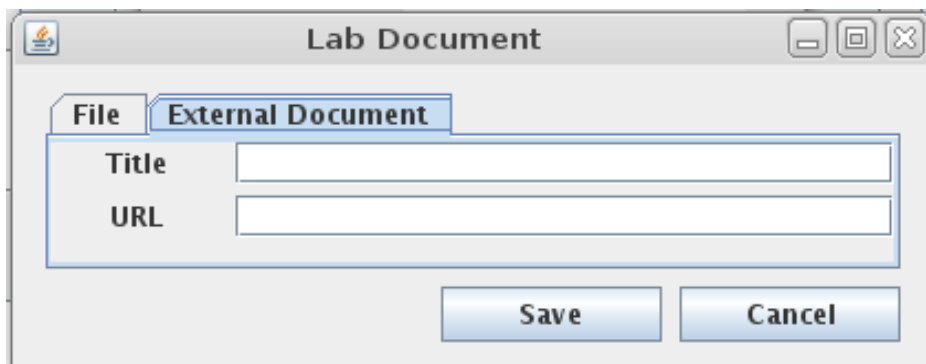 Lab Document
File External Document
Title
URL
Save Cancel